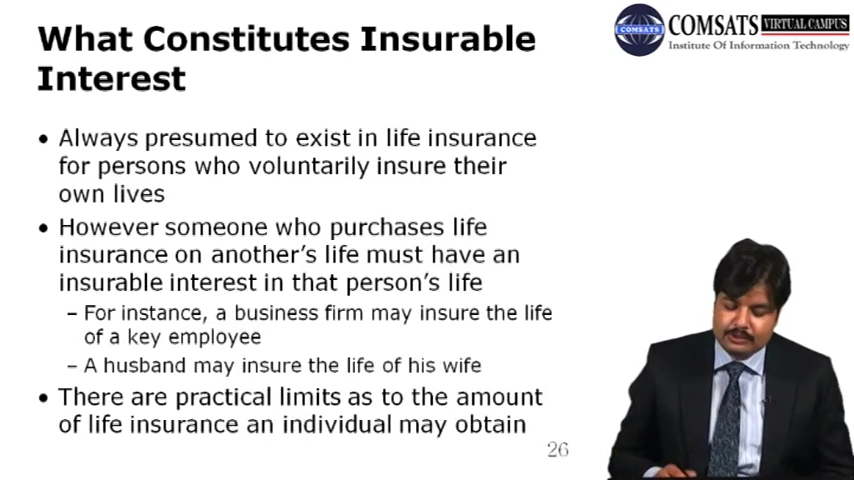 What Constitutes Insurable
Interest
COMSATS
COMSATS VIRTUAL CAMPUS
Institute Of Information Technology
• Always presumed to exist in life insurance
for persons who voluntarily insure their
own lives
• However someone who purchases life
insurance on another's life must have an
insurable interest in that person's life
– For instance, a business firm may insure the life
of a key employee
– A husband may insure the life of his wife
• There are practical limits as to the amount
of life insurance an individual may obtain
26